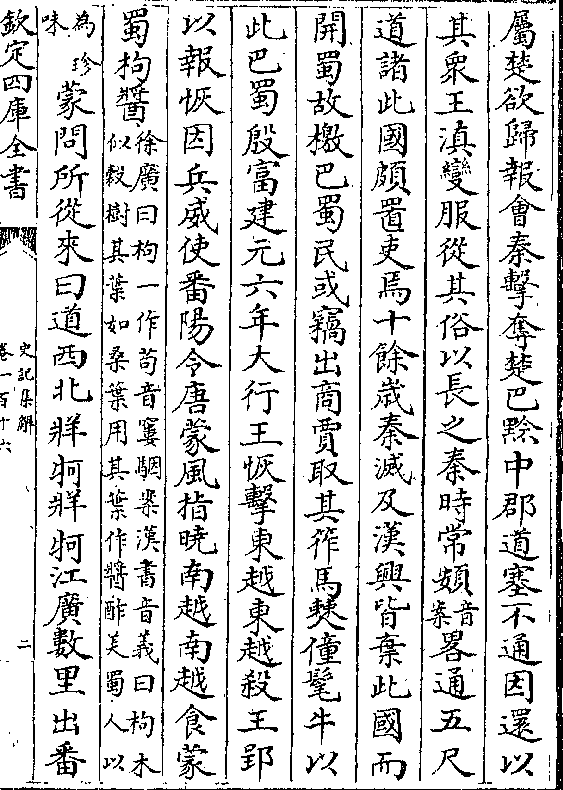 屬楚欲歸報會秦擊奪楚巴黔中郡道塞不通因還以
其衆王滇變服從其俗以長之秦時常頞音案畧通五尺
道諸此國頗置吏焉十餘歳秦滅及漢興皆棄此國而
開蜀故檄巴蜀民或竊出商賈取其筰馬僰僮髦牛以
此巴蜀殷富建元六年大行王恢擊東越東越殺王郢
以報恢因兵威使番陽令唐蒙風指曉南越南越食蒙
蜀枸醬徐廣曰枸一作蒟音窶駰案漢書音義曰枸木似榖樹其葉如桑葉用其葉作醬酢美蜀人以
為珍味蒙問所從來曰道西北牂牁牂牁江廣數里出番
欽定四庫全書
史記集解
卷一百十六
二